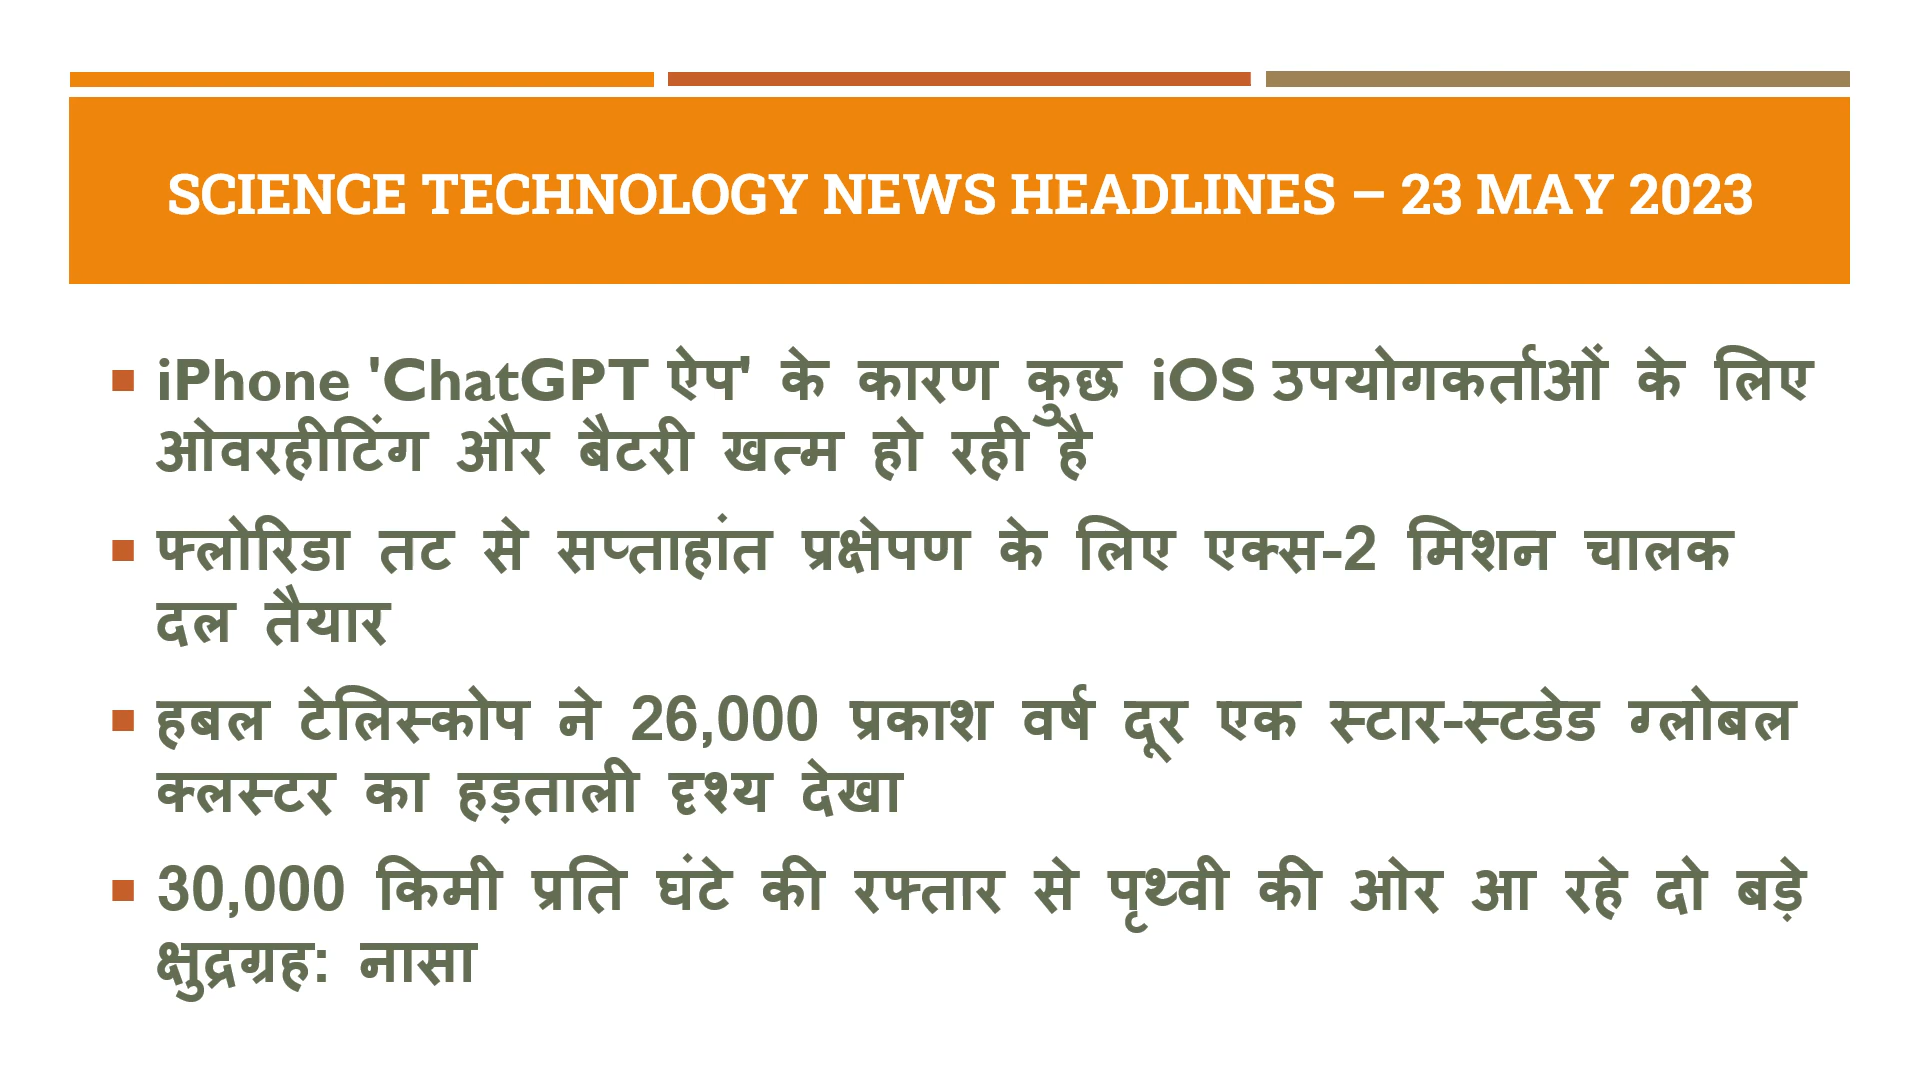 SCIENCE TECHNOLOGY NEWS HEADLINES – 23 MAY 2023
iPhone 'ChatGPT ऐप' के कारण कुछ iOS उपयोगकर्ताओं के लिए
ओवरहीटिंग और बैटरी खत्म हो रही है
फ्लोरिडा तट से सप्ताहांत प्रक्षेपण के लिए एक्स-2 मिशन चालक
दल तैयार
हबल टेलिस्कोप ने 26,000 प्रकाश वर्ष दूर एक स्टार-स्टडेड ग्लोबल
क्लस्टर का हड़ताली दृश्य देखा
30,000 किमी प्रति घंटे की रफ्तार से पृथ्वी की ओर आ रहे दो बड़े
क्षुद्रग्रह: नासा